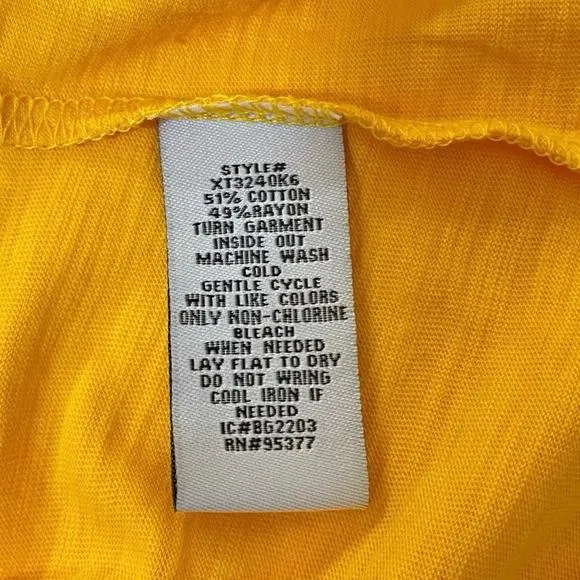 STYLE#
XT3240K6
51% COTTON
49%RAYON
TURN GARMENT
INSIDE OUT
MACHINE WASH
COLD
GENTLE CYCLE
WITH LIKE COLORS
ONLY NON-CHLORINE
BLEACH
WHEN NEEDED
LAY FLAT TO DRY
DO NOT WRING
COOL IRON IF
NEEDED
IC#BG2203
RN#95377